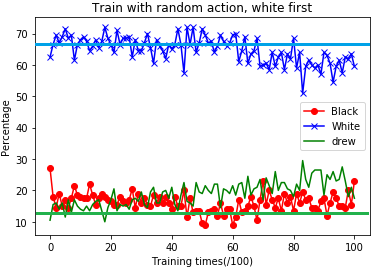 Train with random action, white first
Percentage
70
60
50
40
30
20
10
Black
White
drew
0
20
40
60
80
100
Training times(/100)